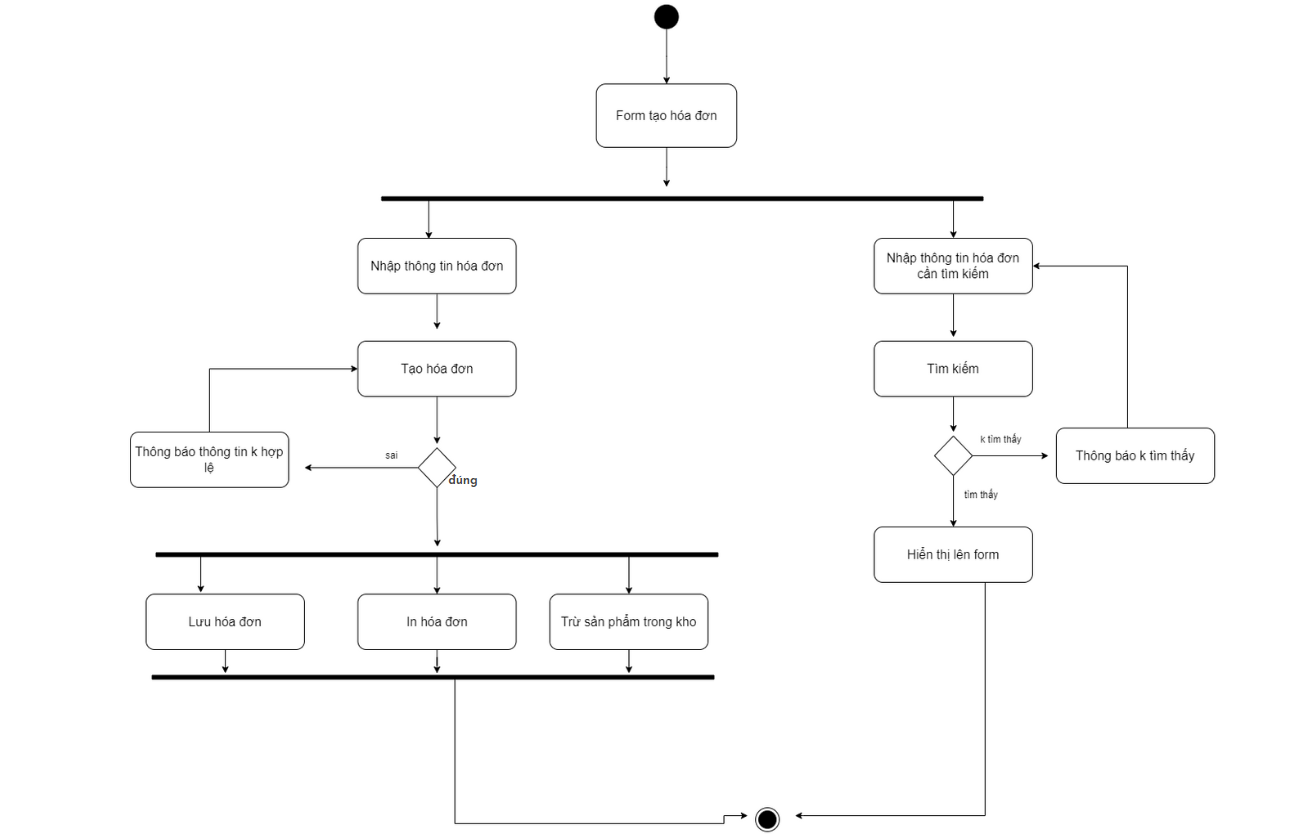 Form tạo hóa đơn
Nhập thông tin hóa đơn
Nhập thông tin hóa đơn
cần tìm kiếm
Tạo hóa đơn
Tìm kiếm
Thông báo thông tin k hợp
lệ
sai
đúng
k tìm thấy
Thông báo k tìm thấy
tìm thấy
Hiển thị lên form
Lưu hóa đơn
In hóa đơn
Trừ sản phẩm trong kho